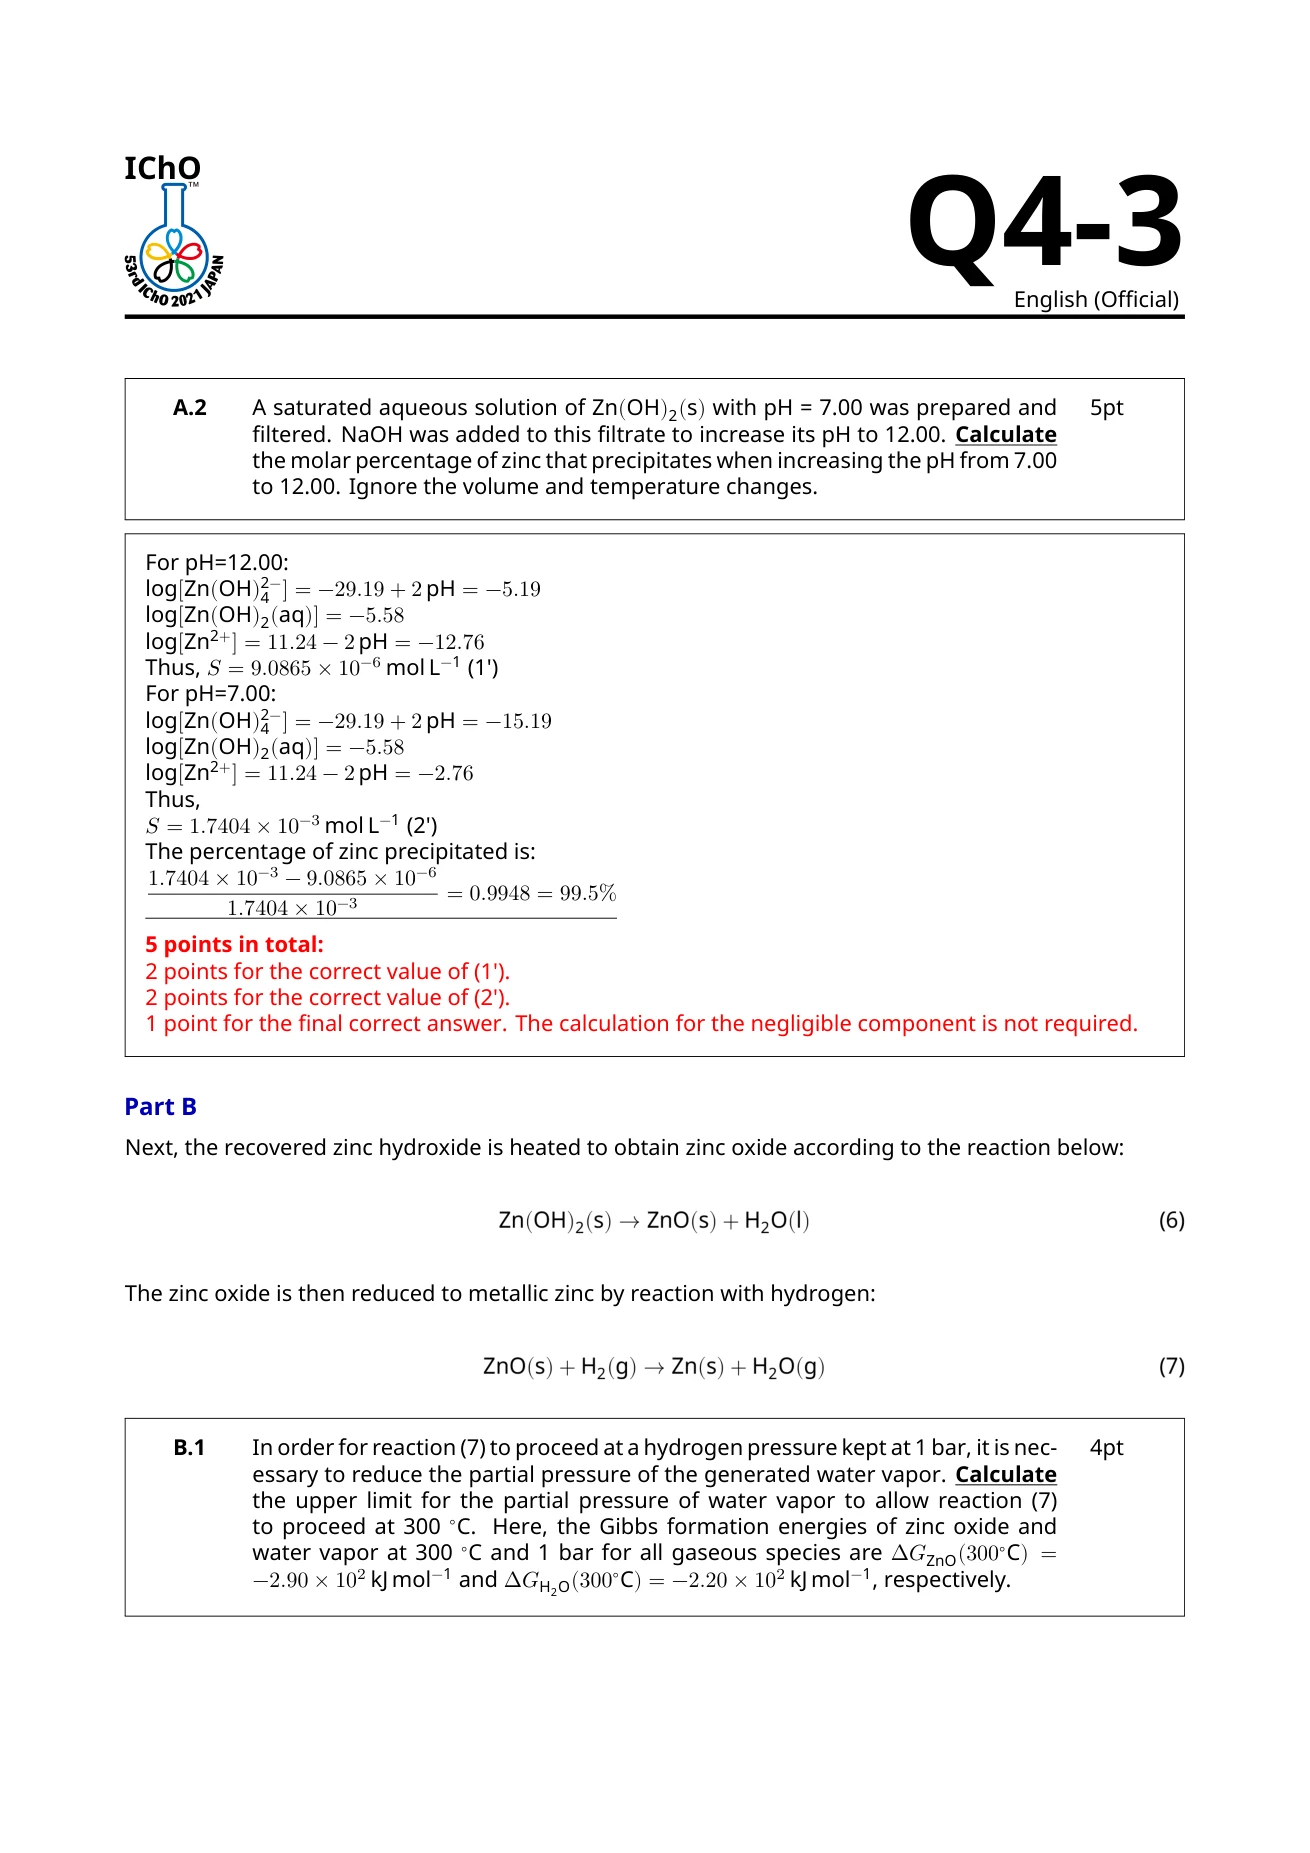 IChO
TM
53rd IChO 2021 JAPAN
Q4-3
English (Official)
A.2 A saturated aqueous solution of Zn(OH)₂(s) with pH = 7.00 was prepared and 5pt
filtered. NaOH was added to this filtrate to increase its pH to 12.00. Calculate
the molar percentage of zinc that precipitates when increasing the pH from 7.00
to 12.00. Ignore the volume and temperature changes.
For pH=12.00:
log[Zn(OH)₄²⁻] = −29.19 + 2 pH = −5.19
log[Zn(OH)₂(aq)] = −5.58
log[Zn²⁺] = 11.24 − 2 pH = −12.76
Thus, S = 9.0865 × 10⁻⁶ mol L⁻¹ (1')
For pH=7.00:
log[Zn(OH)₄²⁻] = −29.19 + 2 pH = −15.19
log[Zn(OH)₂(aq)] = −5.58
log[Zn²⁺] = 11.24 − 2 pH = −2.76
Thus,
S = 1.7404 × 10⁻³ mol L⁻¹ (2')
The percentage of zinc precipitated is:
1.7404 × 10⁻³ − 9.0865 × 10⁻⁶
= 0.9948 = 99.5%
1.7404 × 10⁻³
5 points in total:
2 points for the correct value of (1').
2 points for the correct value of (2').
1 point for the final correct answer. The calculation for the negligible component is not required.
Part B
Next, the recovered zinc hydroxide is heated to obtain zinc oxide according to the reaction below:
Zn(OH)₂(s) → ZnO(s) + H₂O(l) (6)
The zinc oxide is then reduced to metallic zinc by reaction with hydrogen:
ZnO(s) + H₂(g) → Zn(s) + H₂O(g) (7)
B.1 In order for reaction (7) to proceed at a hydrogen pressure kept at 1 bar, it is nec- 4pt
essary to reduce the partial pressure of the generated water vapor. Calculate
the upper limit for the partial pressure of water vapor to allow reaction (7)
to proceed at 300 °C. Here, the Gibbs formation energies of zinc oxide and
water vapor at 300 °C and 1 bar for all gaseous species are ΔG_ZnO(300°C) =
−2.90 × 10² kJ mol⁻¹ and ΔG_H₂O(300°C) = −2.20 × 10² kJ mol⁻¹, respectively.